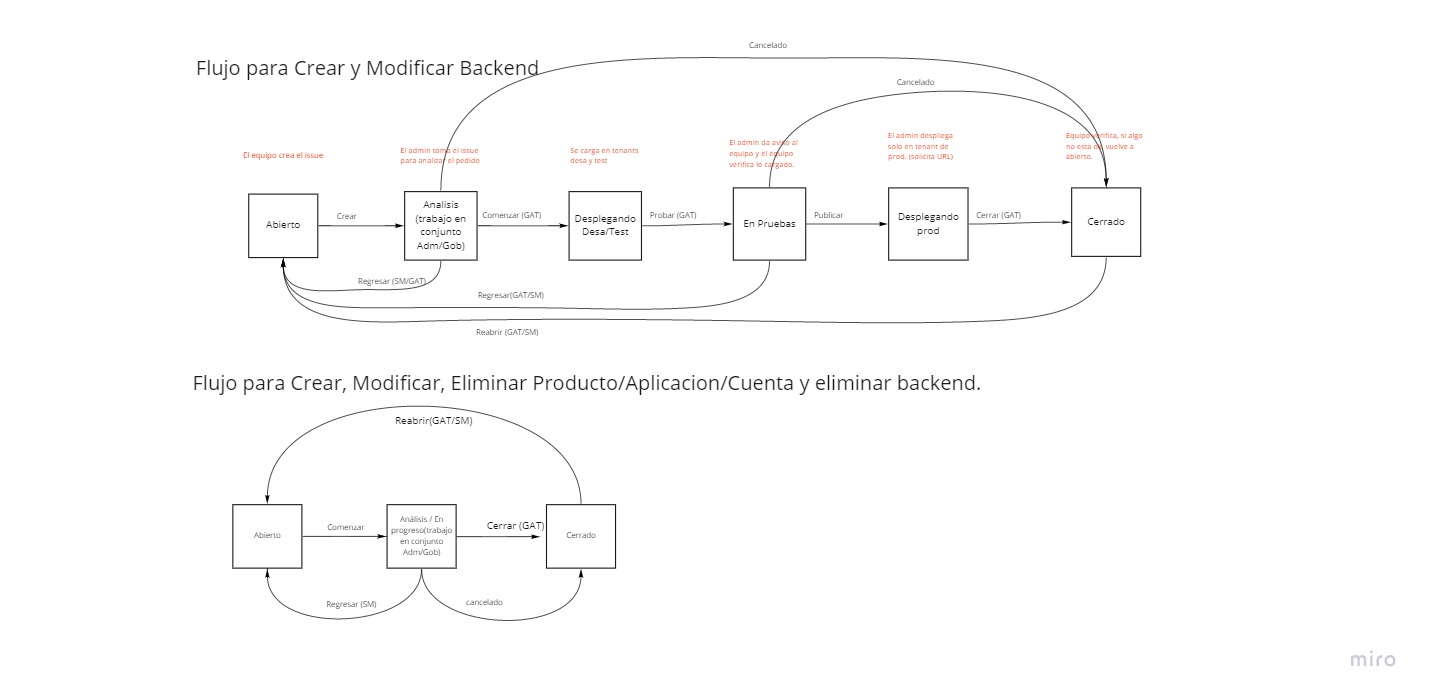 Cancelado
Flujo para Crear y Modificar Backend
Cancelado
El equipo crea el issue
El admin toma el issue
para analizar el pedido
Se carga en tenants
desa y test
El admin da aviso al
equipo y el equipo
verifica lo cargado.
El admin despliega
solo en tenant de
prod. (solicita URL)
Equipo verifica, si algo
no esta ok, vuelve a
abierto.
Abierto
Crear
Analisis
(trabajo en
conjunto
Adm/Gob)
Comenzar (GAT)
Desplegando
Desa/Test
Probar (GAT)
En Pruebas
Publicar
Desplegando
prod
Cerrar (GAT)
Cerrado
Regresar (SM/GAT)
Regresar(GAT/SM)
Reabrir (GAT/SM)
Flujo para Crear, Modificar, Eliminar Producto/Aplicacion/Cuenta y eliminar backend.
Reabrir(GAT/SM)
Abierto
Comenzar
Análisis / En
progreso(trabajo
en conjunto
Adm/Gob)
Cerrar (GAT)
Cerrado
Regresar (SM)
cancelado
miro